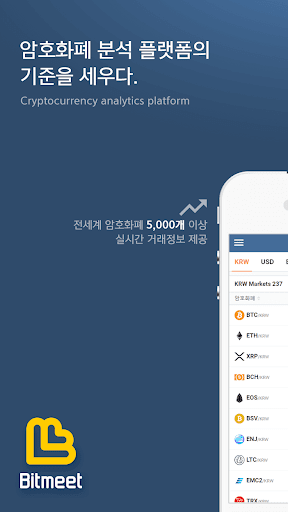 암호화폐 분석 플랫폼의
기준을 세우다.
Cryptocurrency analytics platform
전세계 암호화폐 5,000개 이상
실시간 거래정보 제공
KRW USD
KRW Markets 237
암호화폐
BTC/KRW
ETH/KRW
XRP/KRW
BCH/KRW
EOS/KRW
BSV/KRW
ENJ/KRW
LTC/KRW
EMC2/KRW
TRX/KRW
Bitmeet